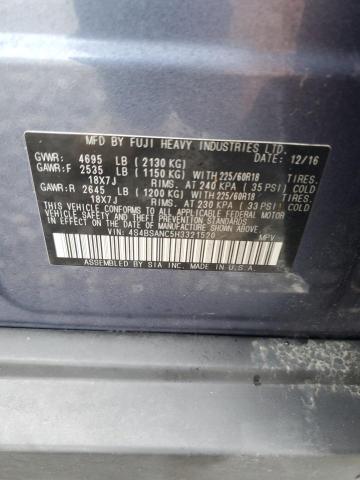 MFD BY FUJI HEAVY INDUSTRIES LTD.
GVWR: 4695 LB (2130 KG) DATE: 12/16
GAWR:F 2535 LB (1150 KG) WITH 225/60R18 TIRES.
18X7J RIMS. AT 240 KPA (35 PSI) COLD
GAWR:R 2645 LB (1200 KG) WITH 225/60R18 TIRES.
18X7J RIMS. AT 230 KPA (33 PSI) COLD
THIS VEHICLE CONFORMS TO ALL APPLICABLE FEDERAL MOTOR
VEHICLE SAFETY AND THEFT PREVENTION STANDARDS IN EFFECT
ON THE DATE OF MANUFACTURE SHOWN ABOVE.
VIN: 4S4BSANC5H3321520 MPV
ASSEMBLED BY SIA INC. MADE IN U.S.A.